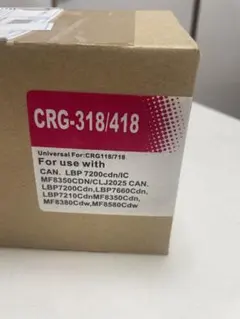 CRG-318/418
Universal For:CRG118/718
For use with
CAN. LBP 7200cdn/IC
MF8350CDN/CLJ2025 CAN.
LBP7200Cdn,LBP7660Cdn,
LBP7210CdnMF8350Cdn,
MF8380Cdw,MF8580Cdw